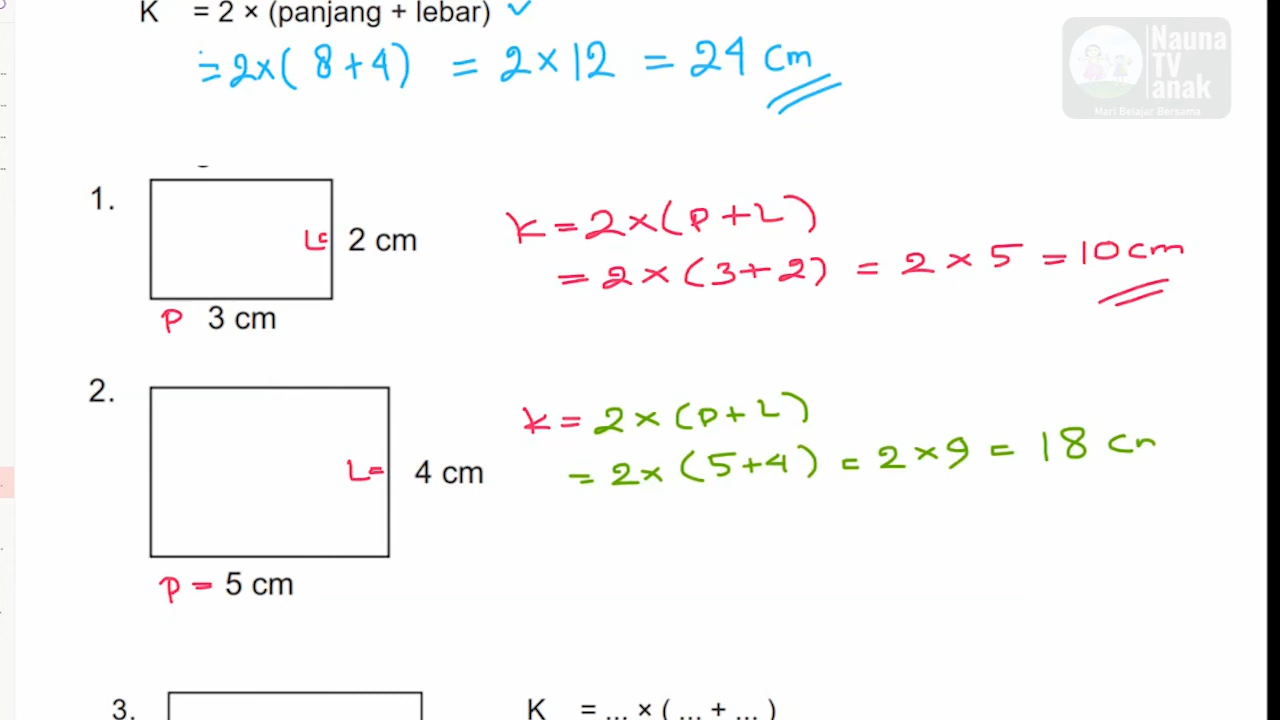 K = 2 × (panjang + lebar) ✓
= 2 × ( 8 + 4 ) = 2 × 12 = 24 cm
Nauna
TV
anak
Mari Belajar Bersama
1.
L= 2 cm
P 3 cm
K = 2 × ( P + L )
= 2 × ( 3 + 2 ) = 2 × 5 = 10 cm
2.
L= 4 cm
P = 5 cm
K = 2 × ( P + L )
= 2 × ( 5 + 4 ) = 2 × 9 = 18 cm
3.
K = ... × ( ... + ... )